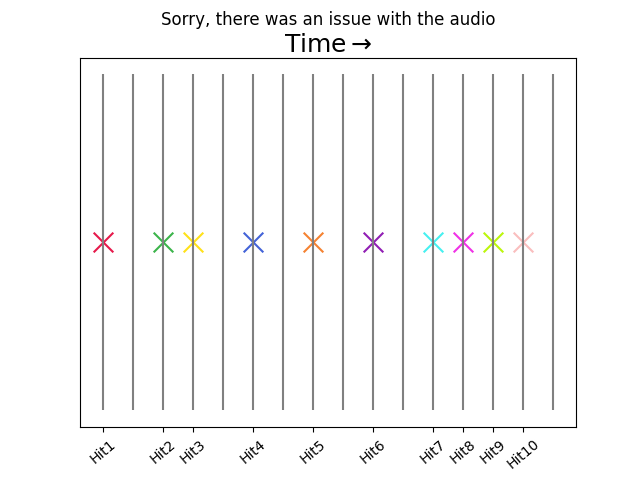 Sorry, there was an issue with the audio
Time→
Hit1 Hit2 Hit3 Hit4 Hit5 Hit6 Hit7 Hit8 Hit9 Hit10